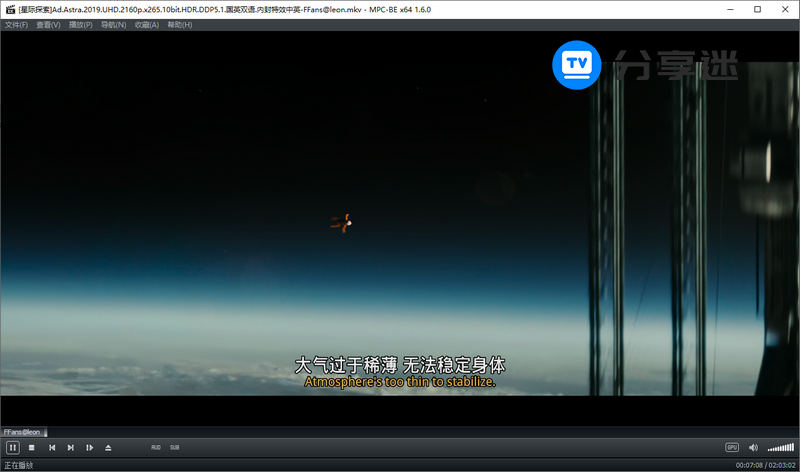 [星际探索]Ad.Astra.2019.UHD.2160p.x265.10bit.HDR.DDP5.1.国英双语.内封特效中英-FFans@leon.mkv - MPC-BE x64 1.6.0
文件(F) 查看(V) 播放(P) 导航(N) 收藏(A) 帮助(H)
TV 分享迷
大气过于稀薄 无法稳定身体
Atmosphere's too thin to stabilize.
FFans@leon
AUD SUB GPU
正在播放 00:07:08 / 02:03:02